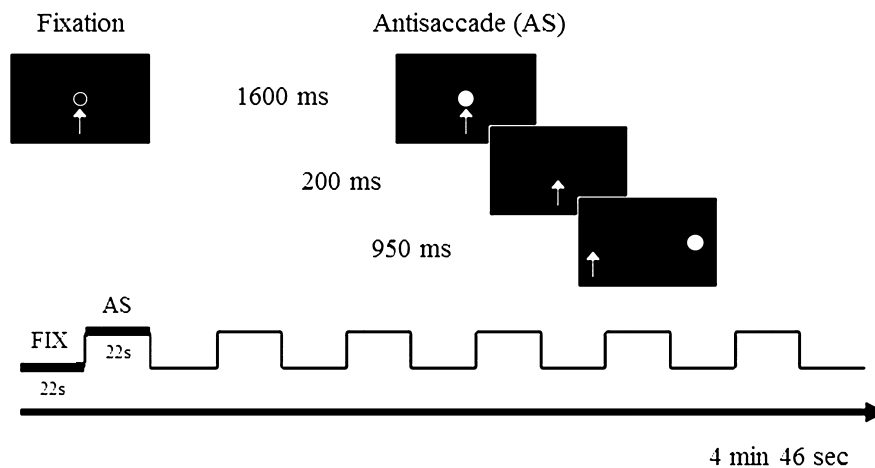 Fixation
Antisaccade (AS)
1600 ms
200 ms
950 ms
AS
FIX
22s
22s
4 min 46 sec